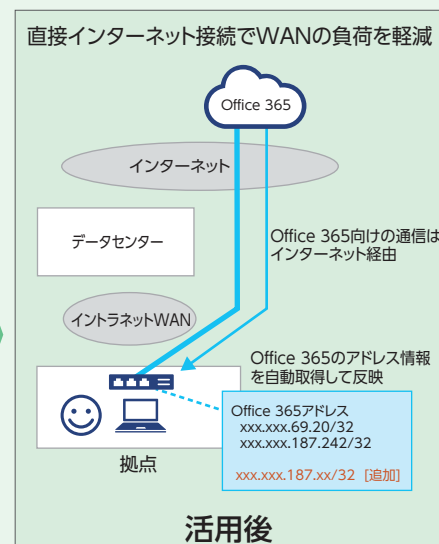 直接インターネット接続でWANの負荷を軽減
Office 365
インターネット
データセンター
Office 365向けの通信は
インターネット経由
イントラネットWAN
Office 365のアドレス情報
を自動取得して反映
Office 365アドレス
xxx.xxx.69.20/32
xxx.xxx.187.242/32
xxx.xxx.187.xx/32 [追加]
拠点
活用後